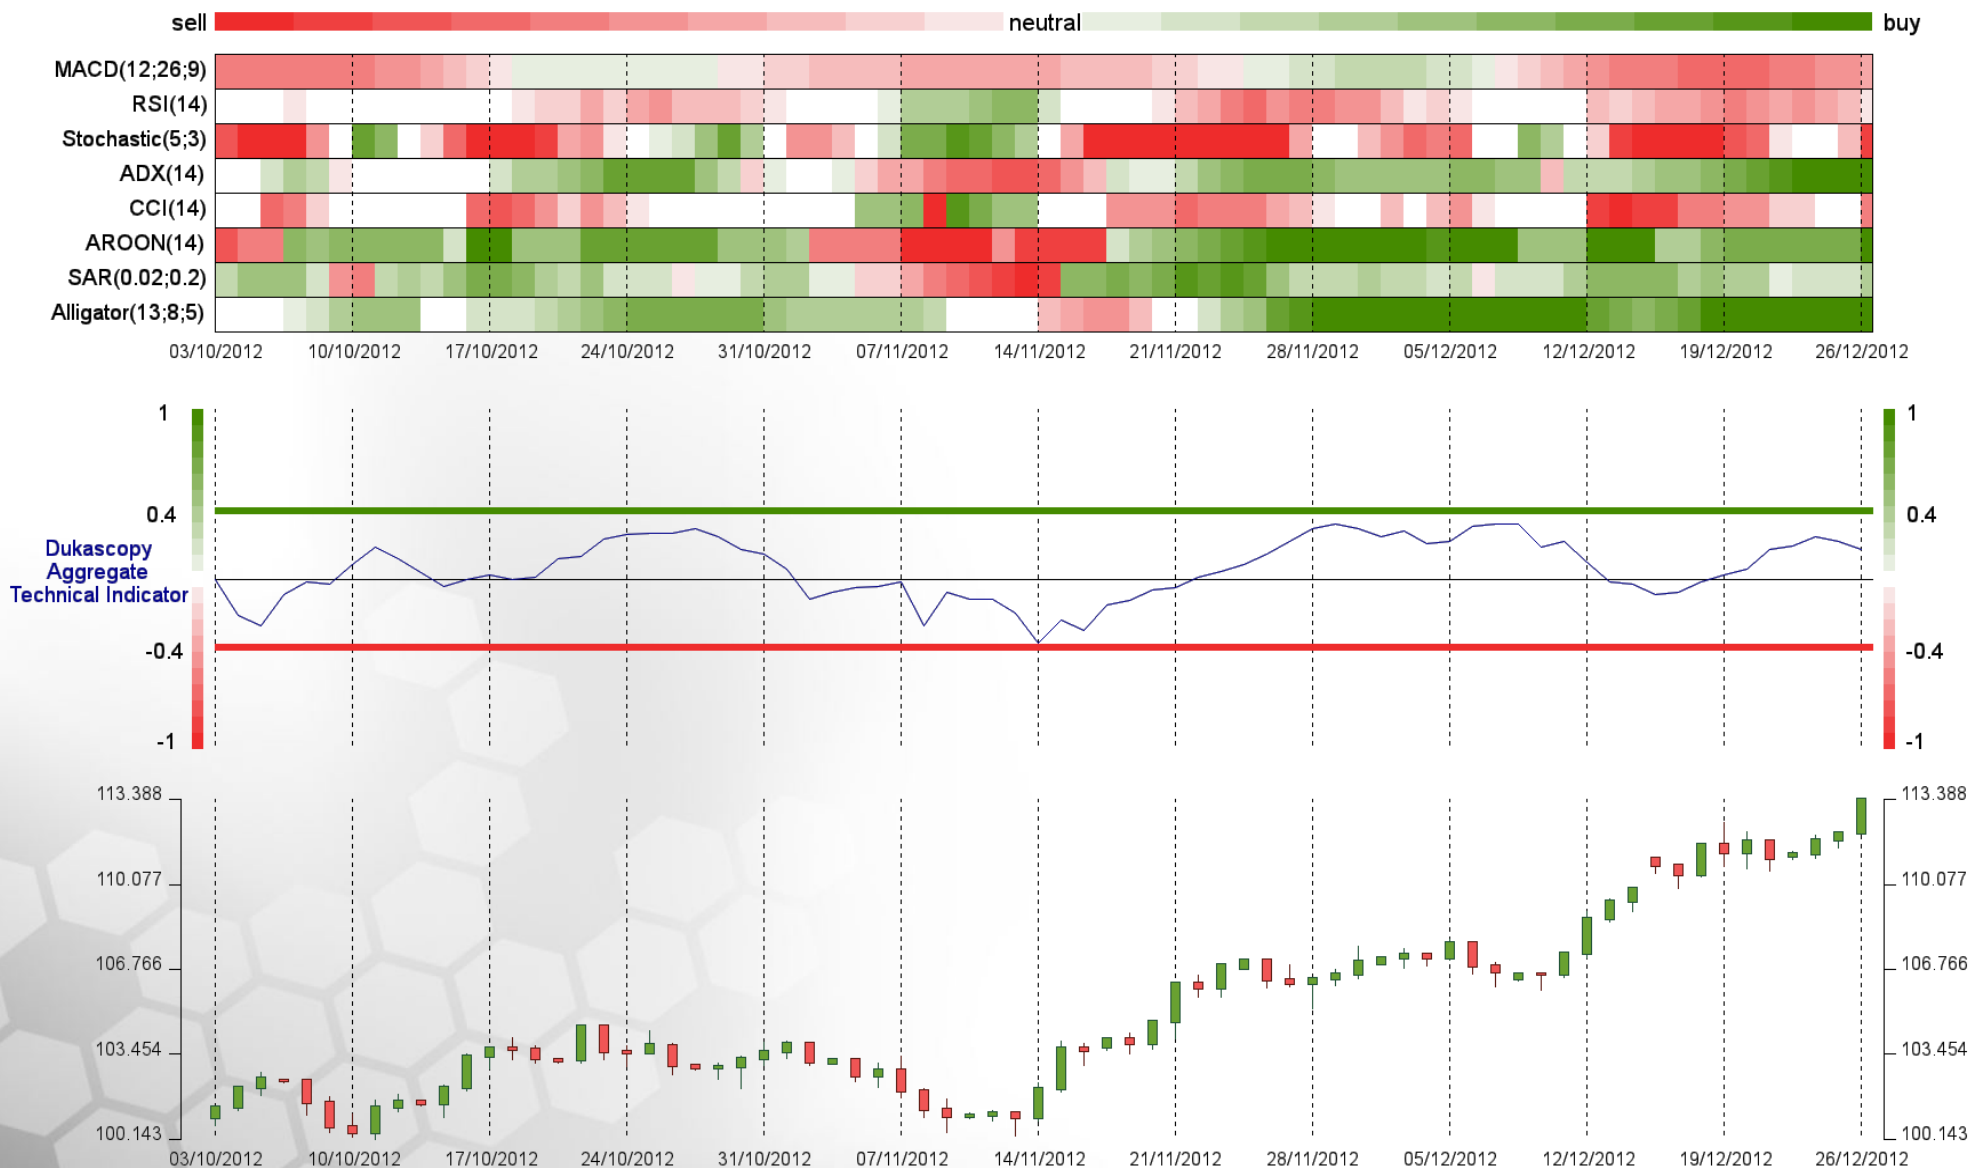 sell neutral buy
MACD(12;26;9)
RSI(14)
Stochastic(5;3)
ADX(14)
CCI(14)
AROON(14)
SAR(0.02;0.2)
Alligator(13;8;5)
03/10/2012 10/10/2012 17/10/2012 24/10/2012 31/10/2012 07/11/2012 14/11/2012 21/11/2012 28/11/2012 05/12/2012 12/12/2012 19/12/2012 26/12/2012
1 1
0.4 0.4
Dukascopy
Aggregate
Technical Indicator
-0.4 -0.4
-1 -1
113.388 113.388
110.077 110.077
106.766 106.766
103.454 103.454
100.143 100.143
03/10/2012 10/10/2012 17/10/2012 24/10/2012 31/10/2012 07/11/2012 14/11/2012 21/11/2012 28/11/2012 05/12/2012 12/12/2012 19/12/2012 26/12/2012